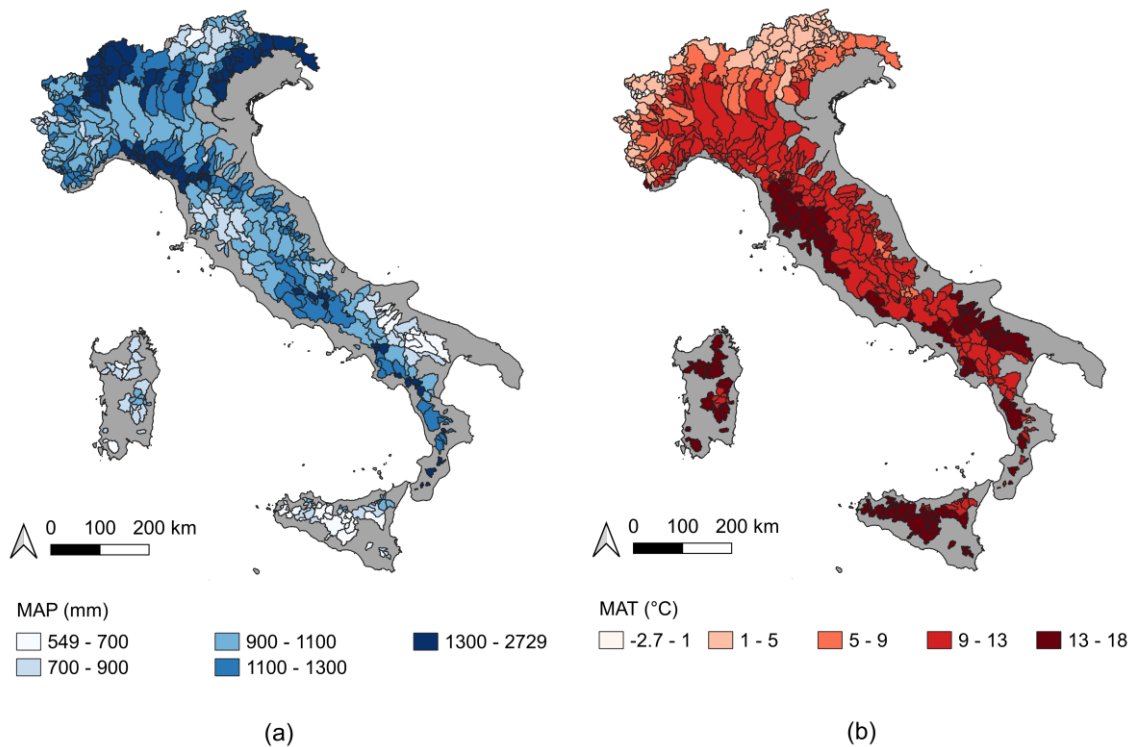 0 100 200 km
MAP (mm)
549 - 700
900 - 1100
1300 - 2729
700 - 900
1100 - 1300
(a)
0 100 200 km
MAT (°C)
-2.7 - 1
1 - 5
5 - 9
9 - 13
13 - 18
(b)